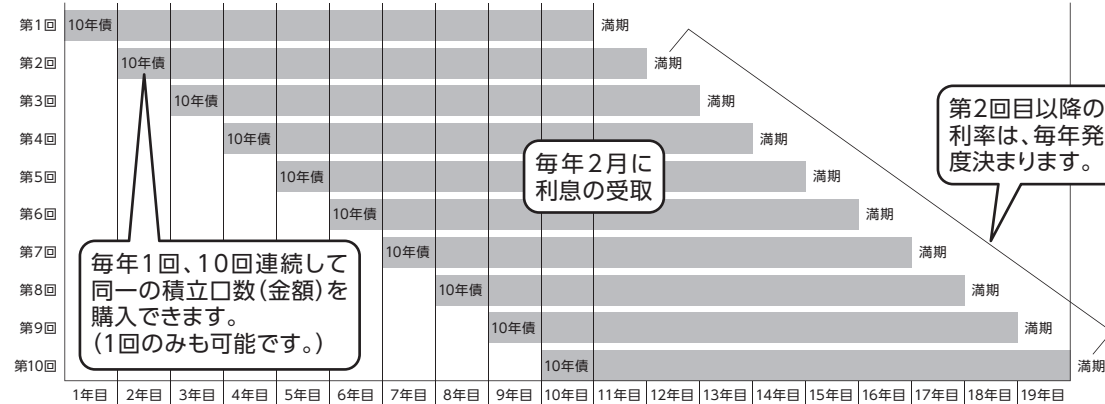 第1回 10年債 満期
第2回 10年債 満期
第3回 10年債 満期
第4回 10年債 満期
第5回 10年債 満期
第6回 10年債 満期
第7回 10年債 満期
第8回 10年債 満期
第9回 10年債 満期
第10回 10年債 満期
毎年2月に
利息の受取
第2回目以降の
利率は、毎年発
度決まります。
毎年1回、10回連続して
同一の積立口数(金額)を
購入できます。
(1回のみも可能です。)
1年目 2年目 3年目 4年目 5年目 6年目 7年目 8年目 9年目 10年目 11年目 12年目 13年目 14年目 15年目 16年目 17年目 18年目 19年目